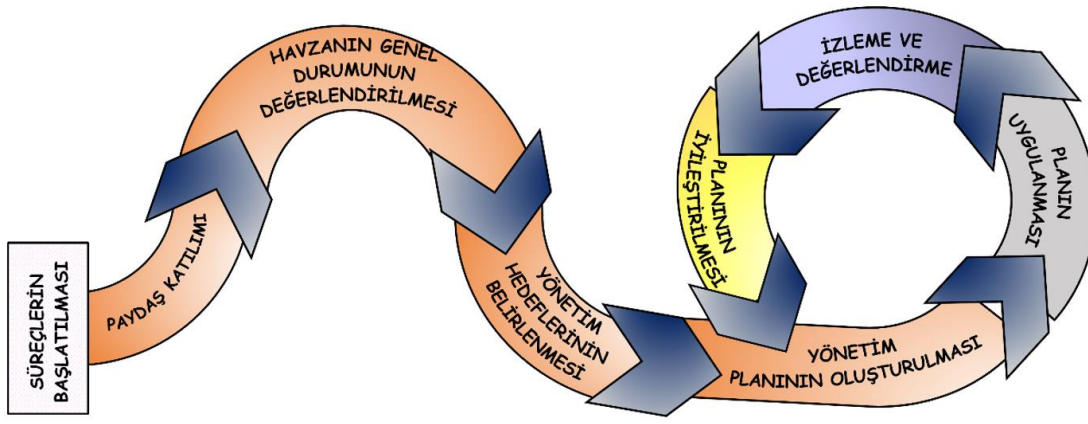 SÜREÇLERİN
BAŞLATILMASI
PAYDAŞ KATILIMI
HAVZANIN GENEL
DURUMUNUN
DEĞERLENDİRİLMESİ
YÖNETİM
HEDEFLERİNİN
BELİRLENMESİ
YÖNETİM
PLANININ OLUŞTURULMASI
PLANIN
UYGULANMASI
İZLEME VE
DEĞERLENDİRME
PLANININ
İYİLEŞTİRİLMESİ